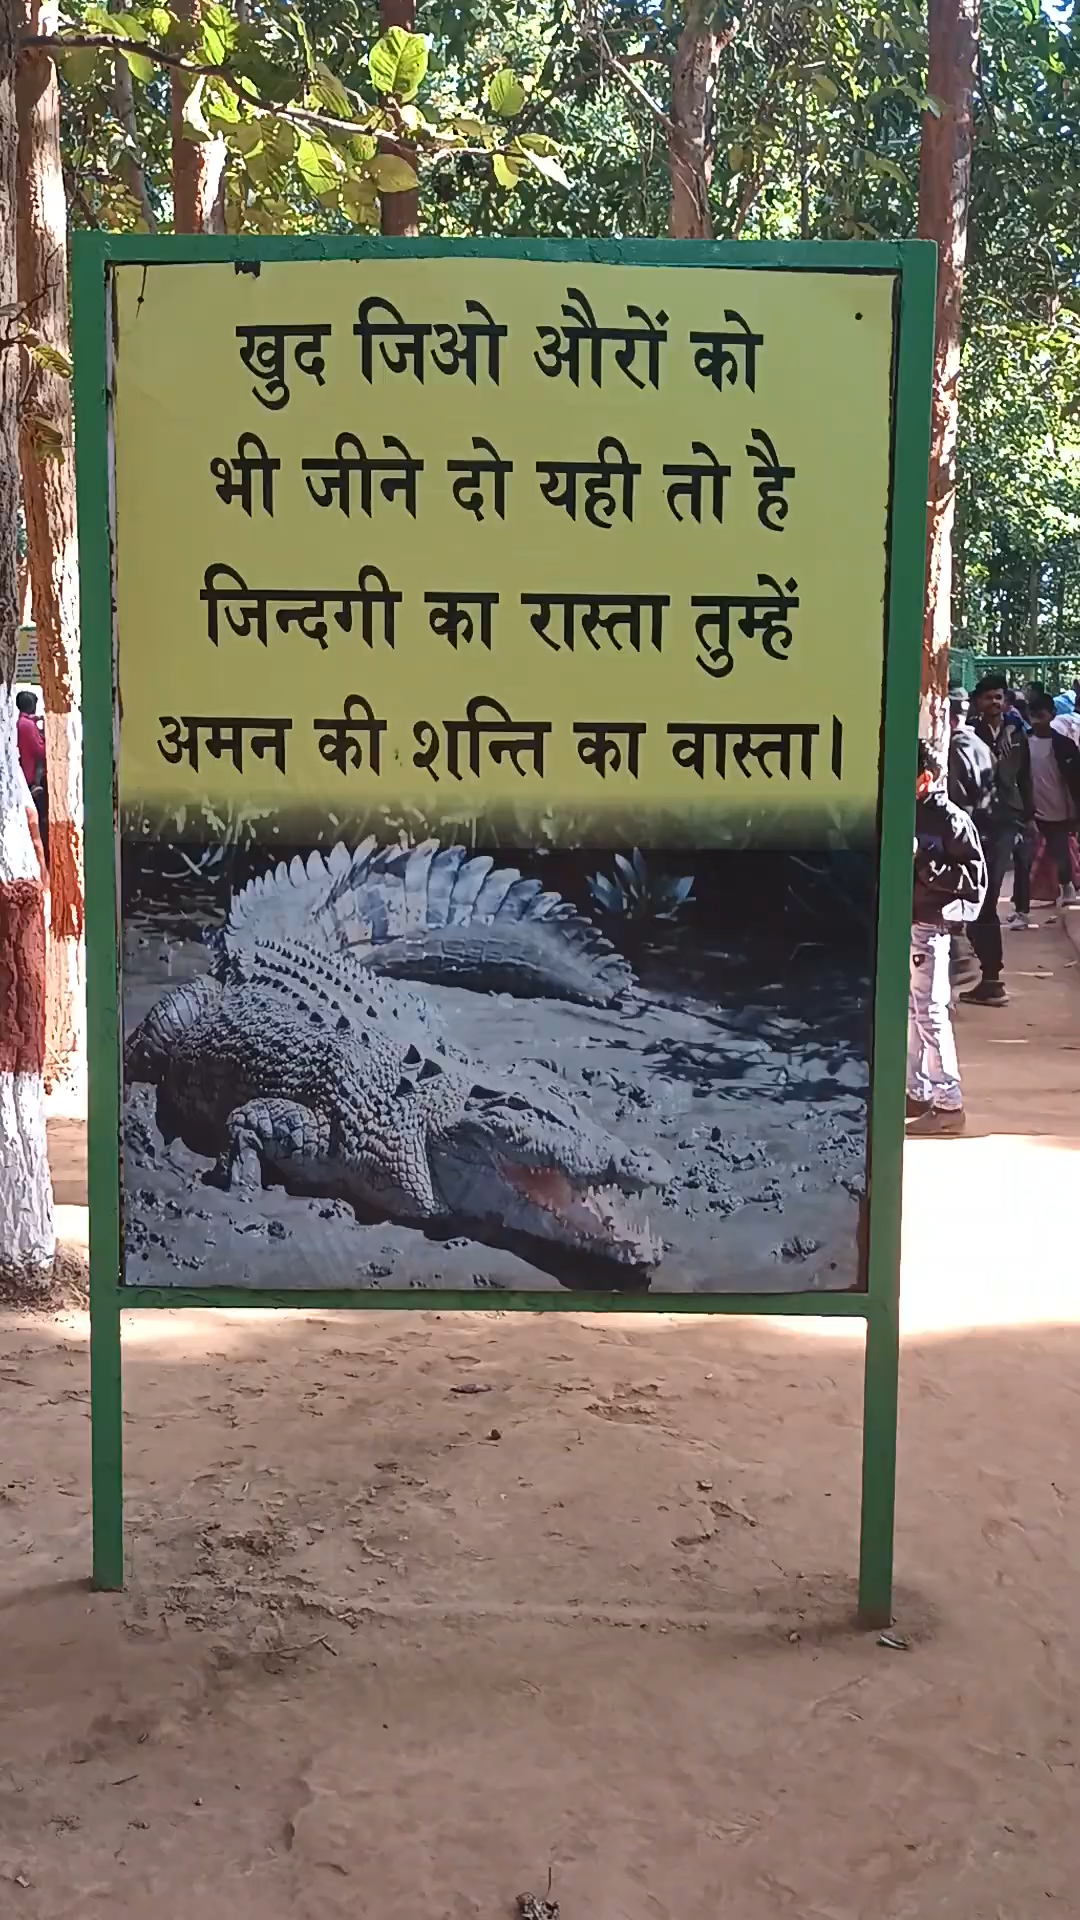 खुद जिओ औरों को
भी जीने दो यही तो है
जिन्दगी का रास्ता तुम्हें
अमन की शन्ति का वास्ता।